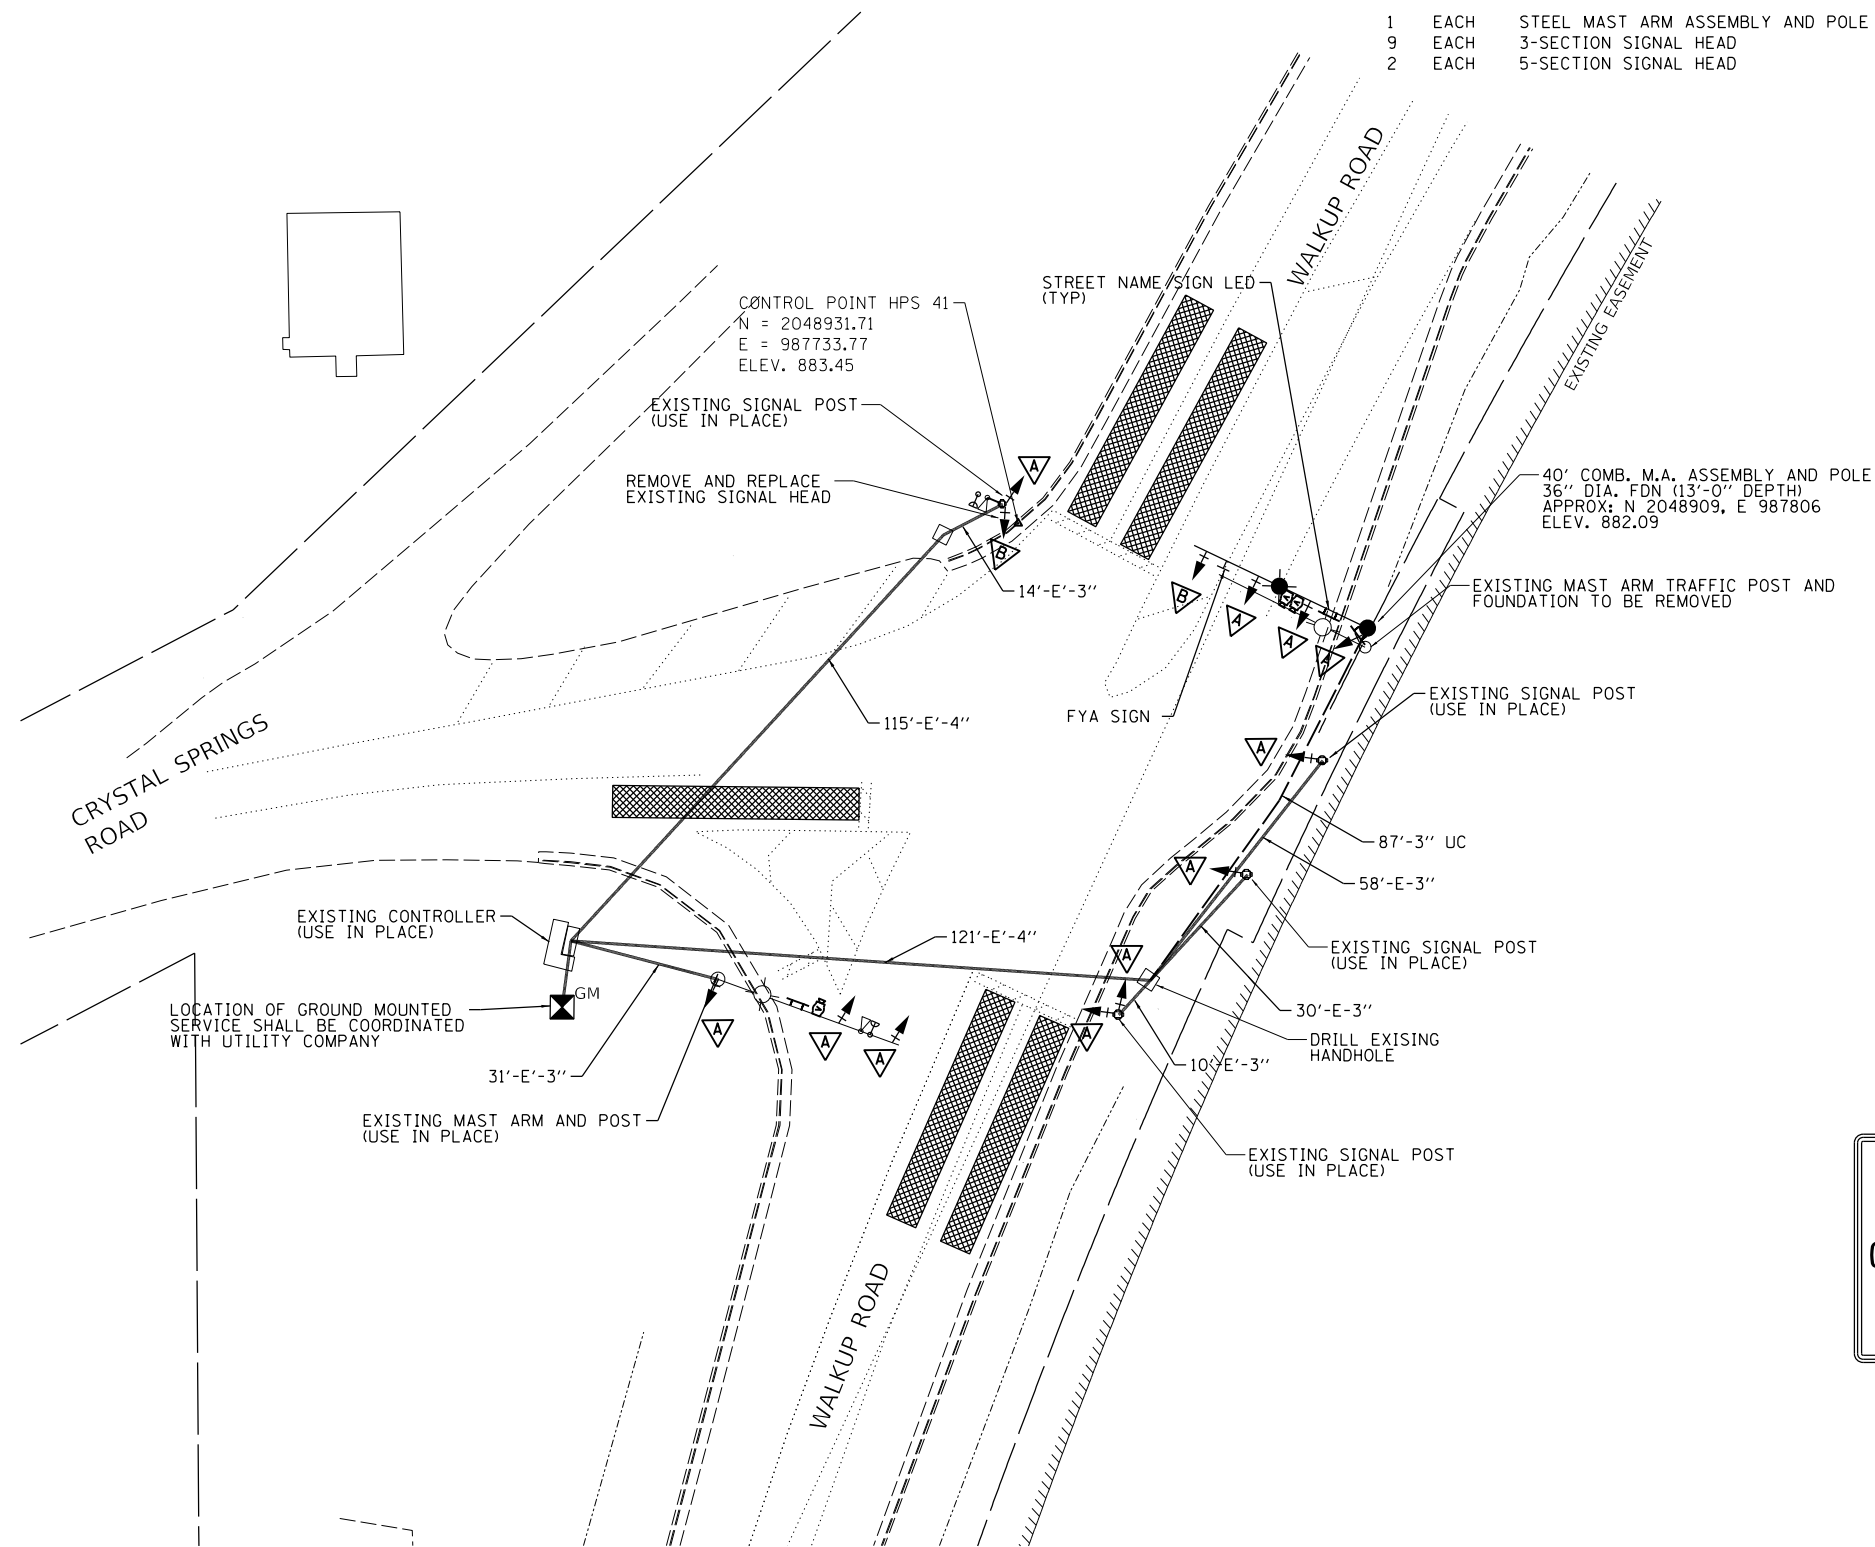 1 EACH STEEL MAST ARM ASSEMBLY AND POLE
9 EACH 3-SECTION SIGNAL HEAD
2 EACH 5-SECTION SIGNAL HEAD
WALKUP ROAD
EXISTING EASEMENT
STREET NAME SIGN LED
(TYP)
CONTROL POINT HPS 41
N = 2048931.71
E = 987733.77
ELEV. 883.45
EXISTING SIGNAL POST
(USE IN PLACE)
REMOVE AND REPLACE
EXISTING SIGNAL HEAD
A
B
14'-E'-3"
40' COMB. M.A. ASSEMBLY AND POLE
36" DIA. FDN (13'-0" DEPTH)
APPROX: N 2048909, E 987806
ELEV. 882.09
EXISTING MAST ARM TRAFFIC POST AND
FOUNDATION TO BE REMOVED
B
A
A
A
EXISTING SIGNAL POST
(USE IN PLACE)
FYA SIGN
115'-E'-4"
A
CRYSTAL SPRINGS
ROAD
87'-3" UC
58'-E-3"
A
EXISTING CONTROLLER
(USE IN PLACE)
121'-E'-4"
A
EXISTING SIGNAL POST
(USE IN PLACE)
GM
LOCATION OF GROUND MOUNTED
SERVICE SHALL BE COORDINATED
WITH UTILITY COMPANY
30'-E-3"
A
A
A
A
DRILL EXISING
HANDHOLE
10'-E'-3"
31'-E'-3"
EXISTING MAST ARM AND POST
(USE IN PLACE)
EXISTING SIGNAL POST
(USE IN PLACE)
WALKUP ROAD